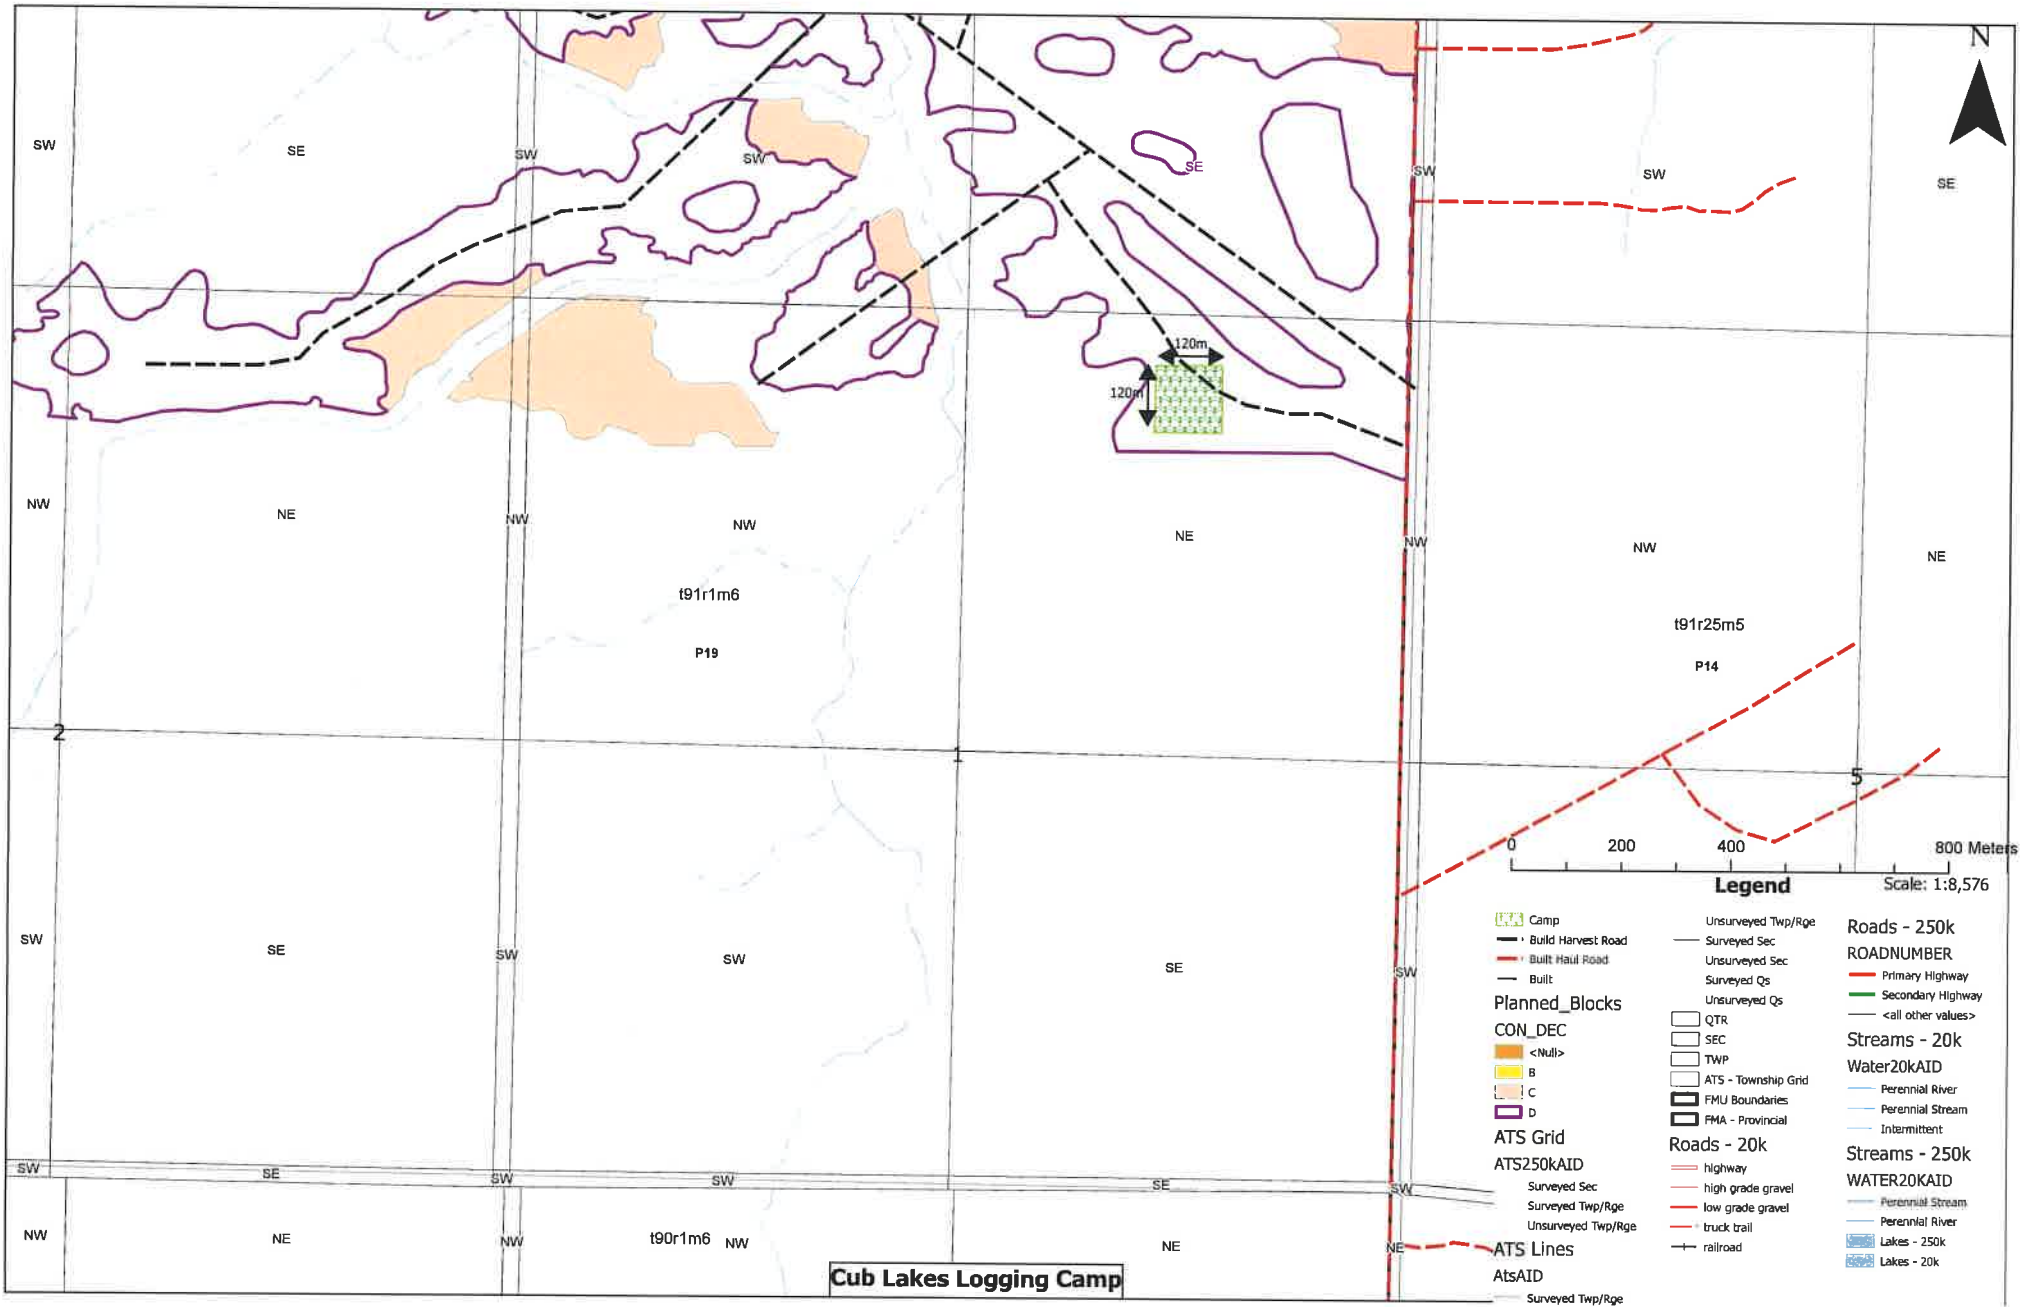 N
SW
SE
SW
SW
SE
SW
SW
SE
120m
120m
NW
NE
NW
NW
NE
NW
NW
NE
t91r1m6
P19
t91r25m5
P14
2
1
5
0 200 400 800 Meters
Scale: 1:8,576
SW
SE
SW
SW
SE
SW
SW
SE
SW
SW
SE
SW
NW
NE
NW
t90r1m6
NW
NE
NE
Cub Lakes Logging Camp
Legend
Camp
Build Harvest Road
Built Haul Road
Built
Planned_Blocks
CON_DEC
<Null>
B
C
D
ATS Grid
ATS250kAID
Surveyed Sec
Surveyed Twp/Rge
Unsurveyed Twp/Rge
ATS Lines
AtsAID
Surveyed Twp/Rge
Unsurveyed Twp/Rge
Surveyed Sec
Unsurveyed Sec
Surveyed Qs
Unsurveyed Qs
QTR
SEC
TWP
ATS - Township Grid
FMU Boundaries
FMA - Provincial
Roads - 20k
highway
high grade gravel
low grade gravel
truck trail
railroad
Roads - 250k
ROADNUMBER
Primary Highway
Secondary Highway
<all other values>
Streams - 20k
Water20kAID
Perennial River
Perennial Stream
Intermittent
Streams - 250k
WATER20KAID
Perennial Stream
Perennial River
Lakes - 250k
Lakes - 20k